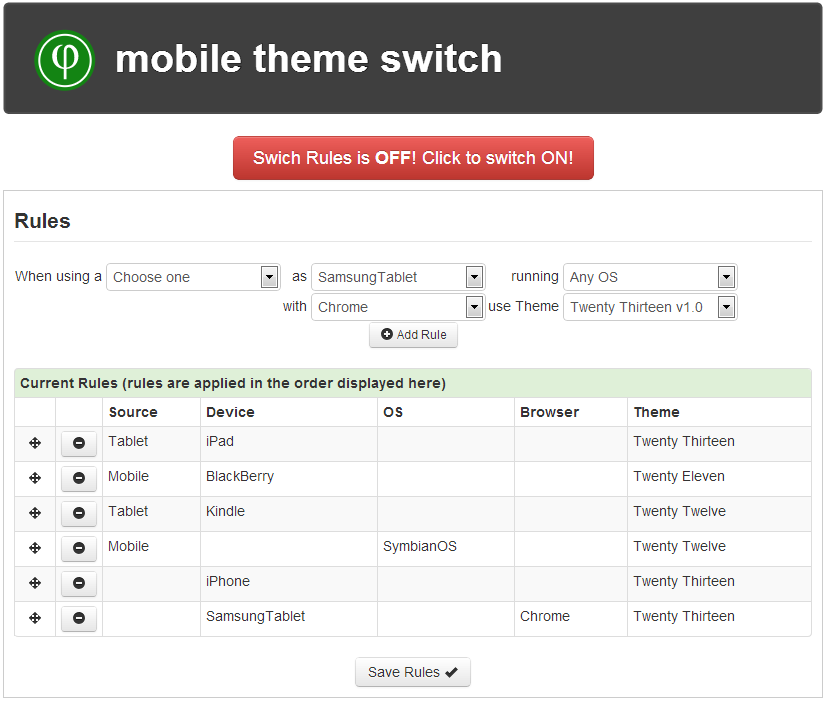 φ mobile theme switch
Swich Rules is OFF! Click to switch ON!
Rules
When using a Choose one as SamsungTablet running Any OS
with Chrome use Theme Twenty Thirteen v1.0
Add Rule
Current Rules (rules are applied in the order displayed here)
Source Device OS Browser Theme
Tablet iPad Twenty Thirteen
Mobile BlackBerry Twenty Eleven
Tablet Kindle Twenty Twelve
Mobile SymbianOS Twenty Twelve
iPhone Twenty Thirteen
SamsungTablet Chrome Twenty Thirteen
Save Rules